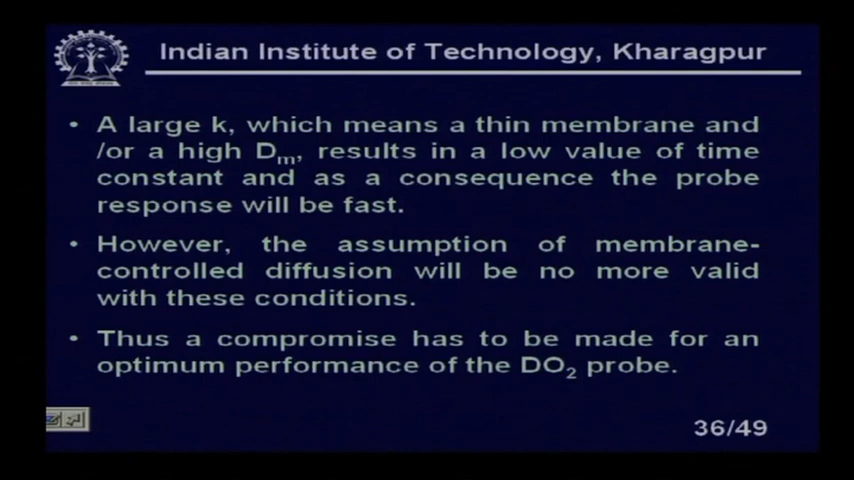 Indian Institute of Technology, Kharagpur
• A large k, which means a thin membrane and
/or a high Dₘ, results in a low value of time
constant and as a consequence the probe
response will be fast.
• However, the assumption of membrane-
controlled diffusion will be no more valid
with these conditions.
• Thus a compromise has to be made for an
optimum performance of the DO₂ probe.
36/49